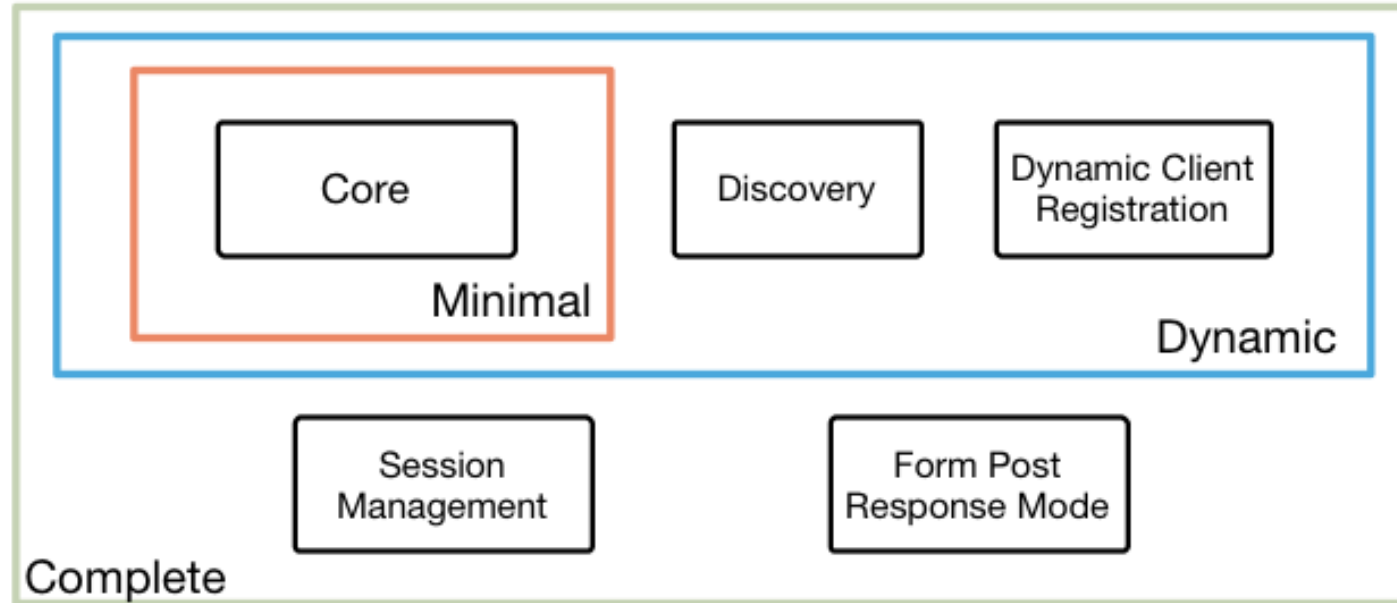 Core
Discovery
Dynamic Client
Registration
Minimal
Dynamic
Session
Management
Form Post
Response Mode
Complete